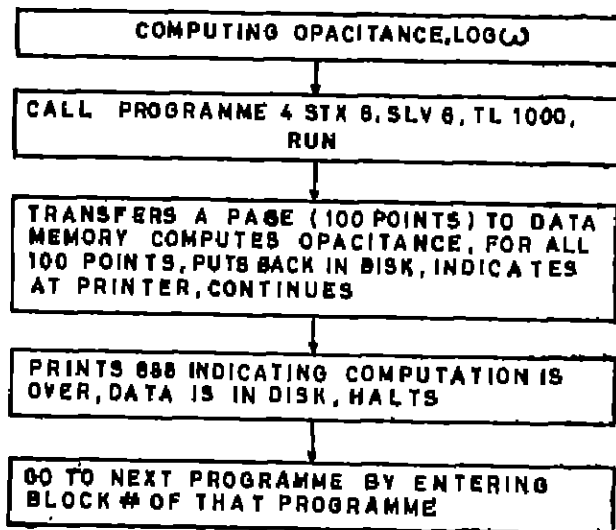 COMPUTING OPACITANCE, LOG ω
CALL PROGRAMME 4 STX 6, SLV 6, TL 1000,
RUN
TRANSFERS A PAGE (100 POINTS) TO DATA
MEMORY COMPUTES OPACITANCE, FOR ALL
100 POINTS, PUTS BACK IN DISK, INDICATES
AT PRINTER, CONTINUES
PRINTS 888 INDICATING COMPUTATION IS
OVER, DATA IS IN DISK, HALTS
GO TO NEXT PROGRAMME BY ENTERING
BLOCK # OF THAT PROGRAMME